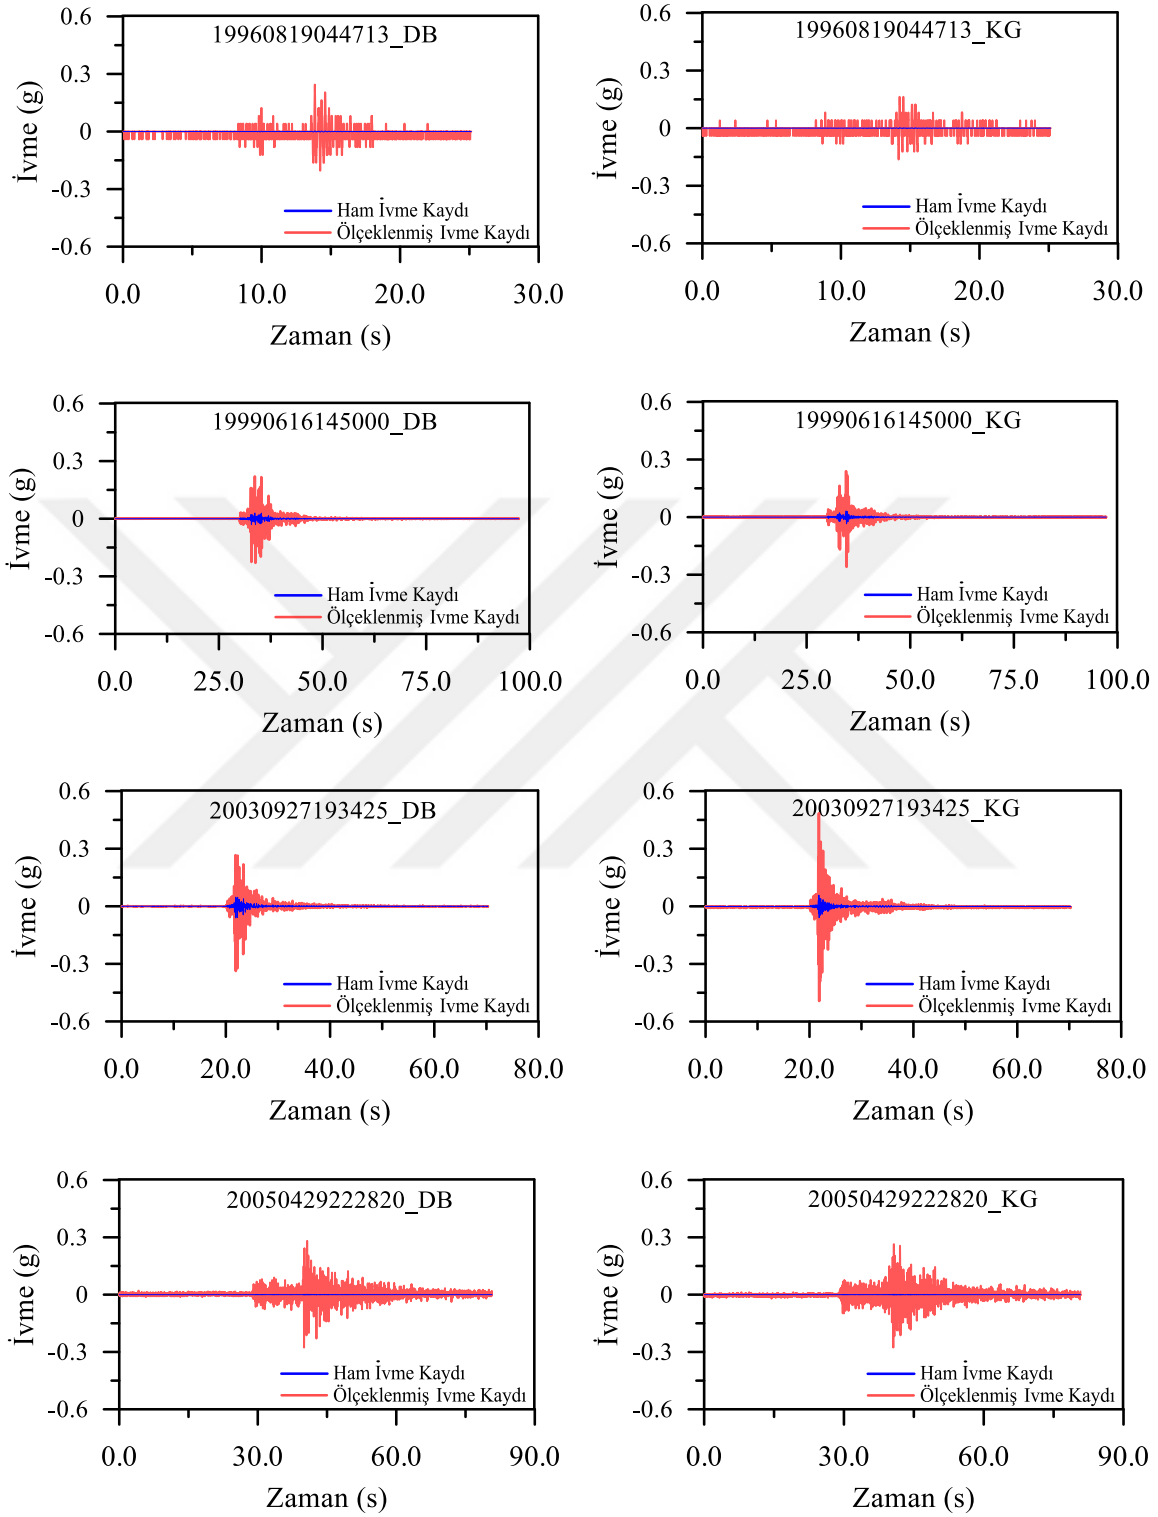 19960819044713_DB
0.6
0.3
0
-0.3
-0.6
İvme (g)
Ham İvme Kaydı
Ölçeklenmiş Ivme Kaydı
0.0 10.0 20.0 30.0
Zaman (s)
19960819044713_KG
0.6
0.3
0
-0.3
-0.6
İvme (g)
Ham İvme Kaydı
Ölçeklenmiş Ivme Kaydı
0.0 10.0 20.0 30.0
Zaman (s)
19990616145000_DB
0.6
0.3
0
-0.3
-0.6
İvme (g)
Ham İvme Kaydı
Ölçeklenmiş Ivme Kaydı
0.0 25.0 50.0 75.0 100.0
Zaman (s)
19990616145000_KG
0.6
0.3
0
-0.3
-0.6
İvme (g)
Ham İvme Kaydı
Ölçeklenmiş Ivme Kaydı
0.0 25.0 50.0 75.0 100.0
Zaman (s)
20030927193425_DB
0.6
0.3
0
-0.3
-0.6
İvme (g)
Ham İvme Kaydı
Ölçeklenmiş Ivme Kaydı
0.0 20.0 40.0 60.0 80.0
Zaman (s)
20030927193425_KG
0.6
0.3
0
-0.3
-0.6
İvme (g)
Ham İvme Kaydı
Ölçeklenmiş Ivme Kaydı
0.0 20.0 40.0 60.0 80.0
Zaman (s)
20050429222820_DB
0.6
0.3
0
-0.3
-0.6
İvme (g)
Ham İvme Kaydı
Ölçeklenmiş Ivme Kaydı
0.0 30.0 60.0 90.0
Zaman (s)
20050429222820_KG
0.6
0.3
0
-0.3
-0.6
İvme (g)
Ham İvme Kaydı
Ölçeklenmiş Ivme Kaydı
0.0 30.0 60.0 90.0
Zaman (s)